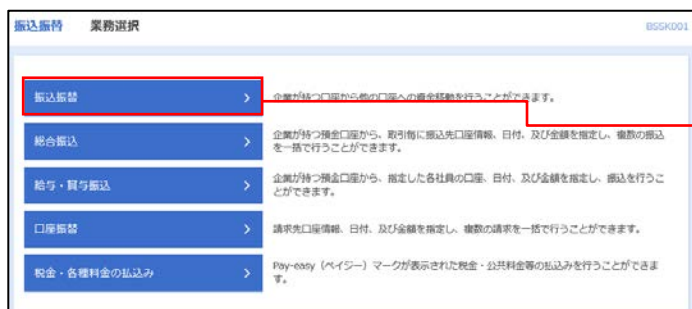 振込振替 業務選択 BSSK001
振込振替 企業が持つ口座から他の口座への資金移動を行うことができます。
総合振込 企業が持つ預金口座から、取引毎に振込先口座情報、日付、及び金額を指定し、複数の振込
を一括で行うことができます。
給与・賞与振込 企業が持つ預金口座から、指定した各社員の口座、日付、及び金額を指定し、振込を行うこ
とができます。
口座振替 請求先口座情報、日付、及び金額を指定し、複数の請求を一括で行うことができます。
税金・各種料金の払込み Pay-easy（ペイジー）マークが表示された税金・公共料金等の払込みを行うことができま
す。